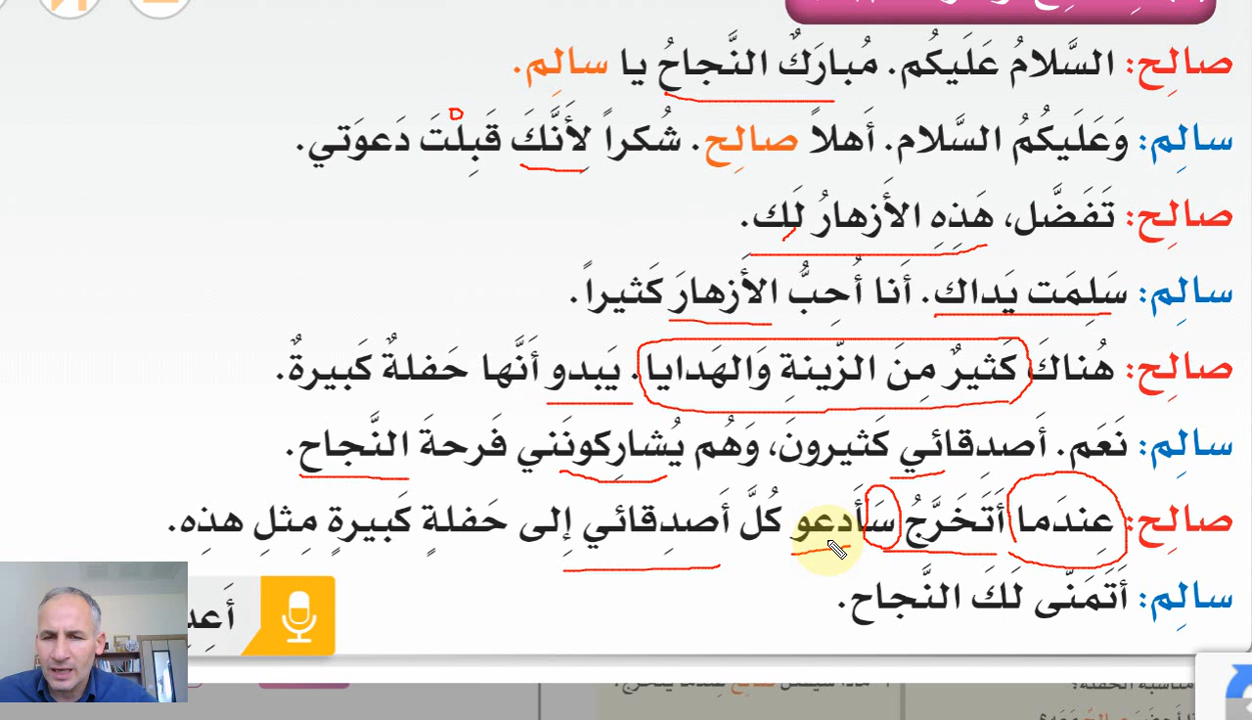 صالِح: السَّلامُ عَلَيكُم. مُبارَكٌ النَّجاحُ يا سالِم.
سالِم: وَعَلَيكُمُ السَّلام. أَهلاً صالِح. شُكراً لأَنَّكَ قَبِلْتَ دَعوَتي.
صالِح: تَفَضَّل، هَذِهِ الأَزهارُ لَك.
سالِم: سَلِمَت يَداك. أَنا أُحِبُّ الأَزهارَ كَثيراً.
صالِح: هُناكَ كَثيرٌ مِنَ الزّينةِ وَالهَدايا. يَبدو أَنَّها حَفلةٌ كَبيرةٌ.
سالِم: نَعَم. أَصدِقائي كَثيرونَ، وَهُم يُشارِكونَني فَرحةَ النَّجاح.
صالِح: عِندَما أَتَخَرَّجُ سَأَدعو كُلَّ أَصدِقائي إِلى حَفلةٍ كَبيرةٍ مِثلِ هذِه.
سالِم: أَتَمَنّى لَكَ النَّجاح.